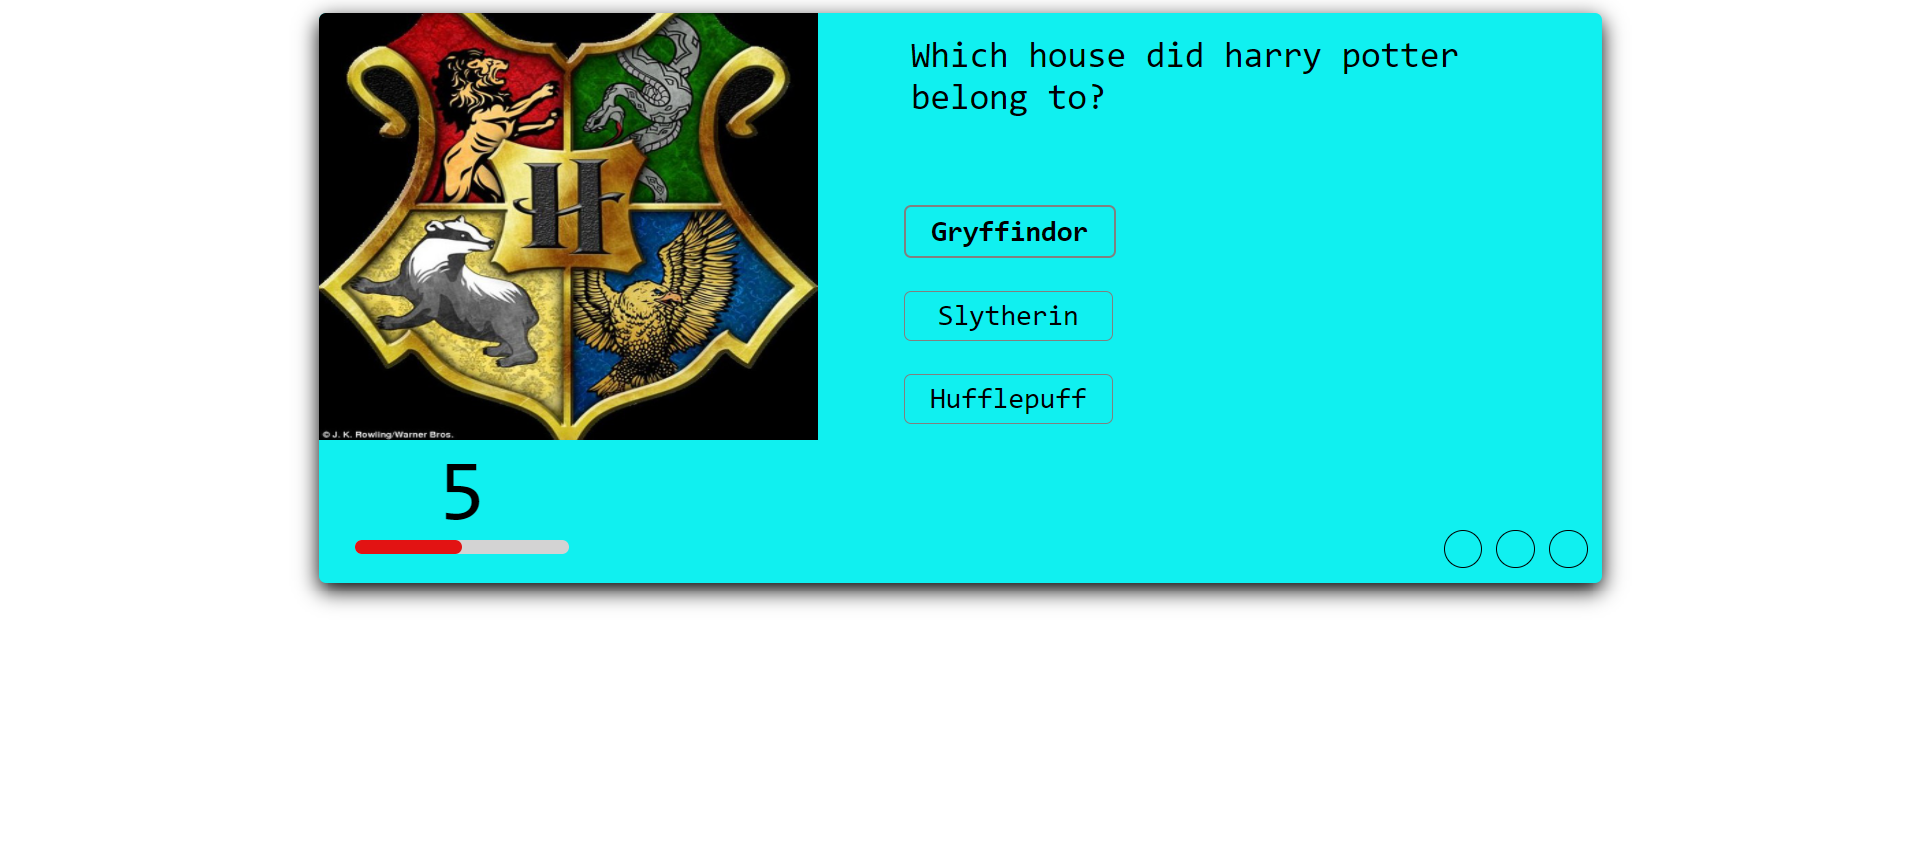 Which house did harry potter
belong to?
H
Gryffindor
Slytherin
Hufflepuff
© J. K. Rowling/Warner Bros.
5